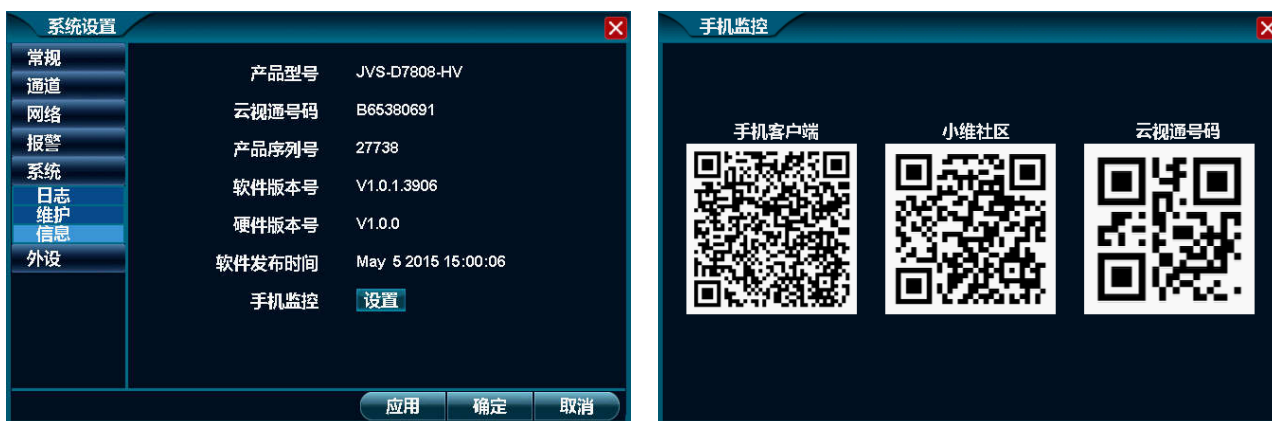 系统设置
常规
通道
网络
报警
系统
日志
维护
信息
外设
产品型号 JVS-D7808-HV
云视通号码 B65380691
产品序列号 27738
软件版本号 V1.0.1.3906
硬件版本号 V1.0.0
软件发布时间 May 5 2015 15:00:06
手机监控 设置
应用 确定 取消
手机监控
手机客户端 小维社区 云视通号码